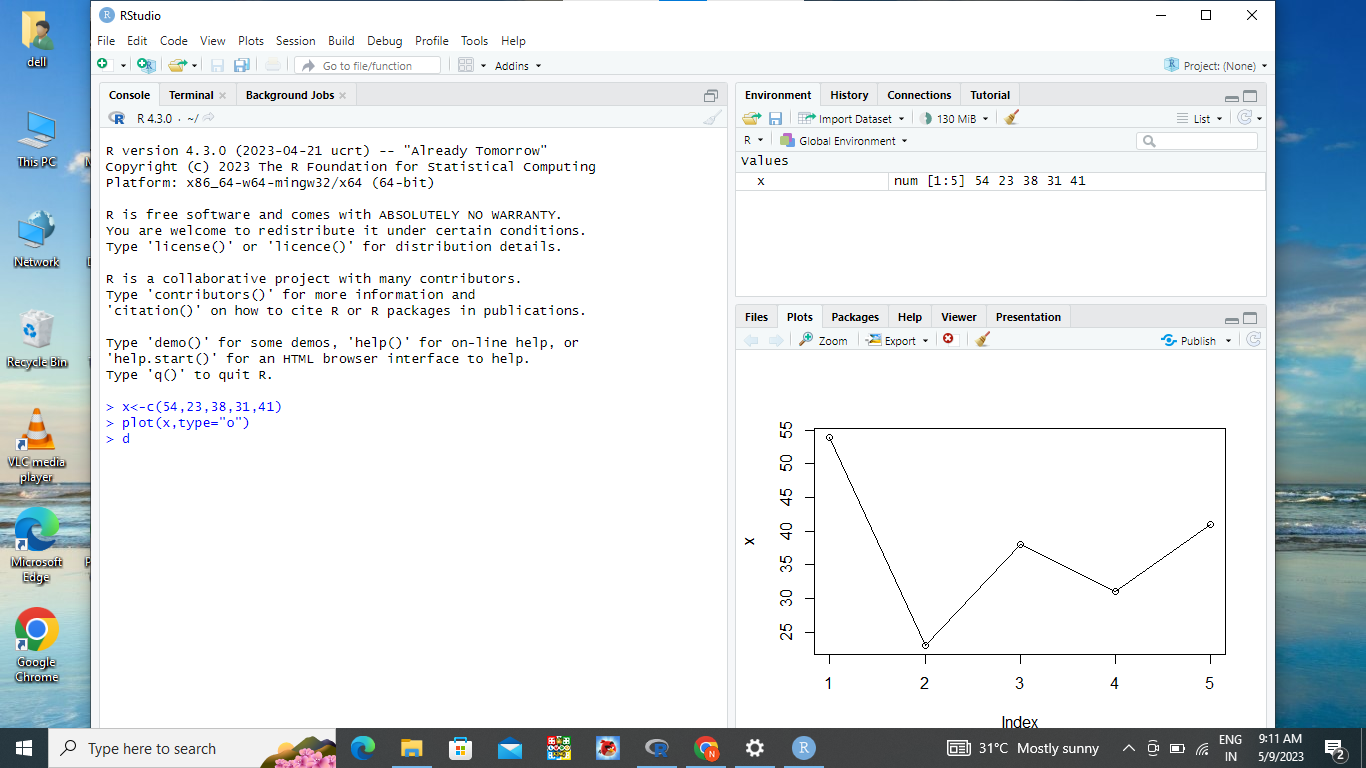 dell
This PC
Network
Recycle Bin
VLC media
player
Microsoft
Edge
Google
Chrome
RStudio
File Edit Code View Plots Session Build Debug Profile Tools Help
Go to file/function
Addins
Project: (None)
Console Terminal Background Jobs
R 4.3.0 · ~/
R version 4.3.0 (2023-04-21 ucrt) -- "Already Tomorrow"
Copyright (C) 2023 The R Foundation for Statistical Computing
Platform: x86_64-w64-mingw32/x64 (64-bit)
R is free software and comes with ABSOLUTELY NO WARRANTY.
You are welcome to redistribute it under certain conditions.
Type 'license()' or 'licence()' for distribution details.
R is a collaborative project with many contributors.
Type 'contributors()' for more information and
'citation()' on how to cite R or R packages in publications.
Type 'demo()' for some demos, 'help()' for on-line help, or
'help.start()' for an HTML browser interface to help.
Type 'q()' to quit R.
> x<-c(54,23,38,31,41)
> plot(x,type="o")
> d
Environment History Connections Tutorial
Import Dataset 130 MiB List
R Global Environment
Values
x num [1:5] 54 23 38 31 41
Files Plots Packages Help Viewer Presentation
Zoom Export Publish
55
50
45
40
35
30
25
x
1 2 3 4 5
Index
Type here to search
31°C Mostly sunny
ENG
IN
9:11 AM
5/9/2023
2